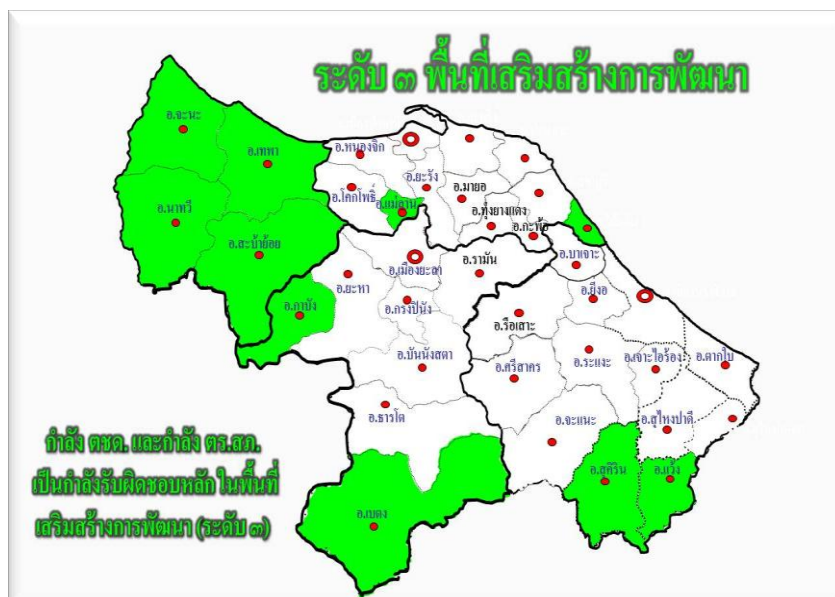 ระดับ ๓ พื้นที่เสริมสร้างการพัฒนา
อ.จะนะ
อ.เทพา
อ.หนองจิก
อ.ยะรัง
อ.มายอ
อ.โคกโพธิ์
อ.แม่ลาน
อ.ทุ่งยางแดง
อ.กะพ้อ
อ.นาทวี
อ.สะบ้าย้อย
อ.เมืองยะลา
อ.รามัน
อ.บาเจาะ
อ.ยะหา
อ.ยี่งอ
อ.กาบัง
อ.กรงปินัง
อ.รือเสาะ
อ.บันนังสตา
อ.ศรีสาคร
อ.ระแงะ
อ.เจาะไอร้อง
อ.ตากใบ
อ.ธารโต
อ.จะแนะ
อ.สุไหงปาดี
อ.สุคิริน
อ.แว้ง
อ.เบตง
กำลัง ตชด. และกำลัง ตร.สภ.
เป็นกำลังรับผิดชอบหลัก ในพื้นที่
เสริมสร้างการพัฒนา (ระดับ ๓)